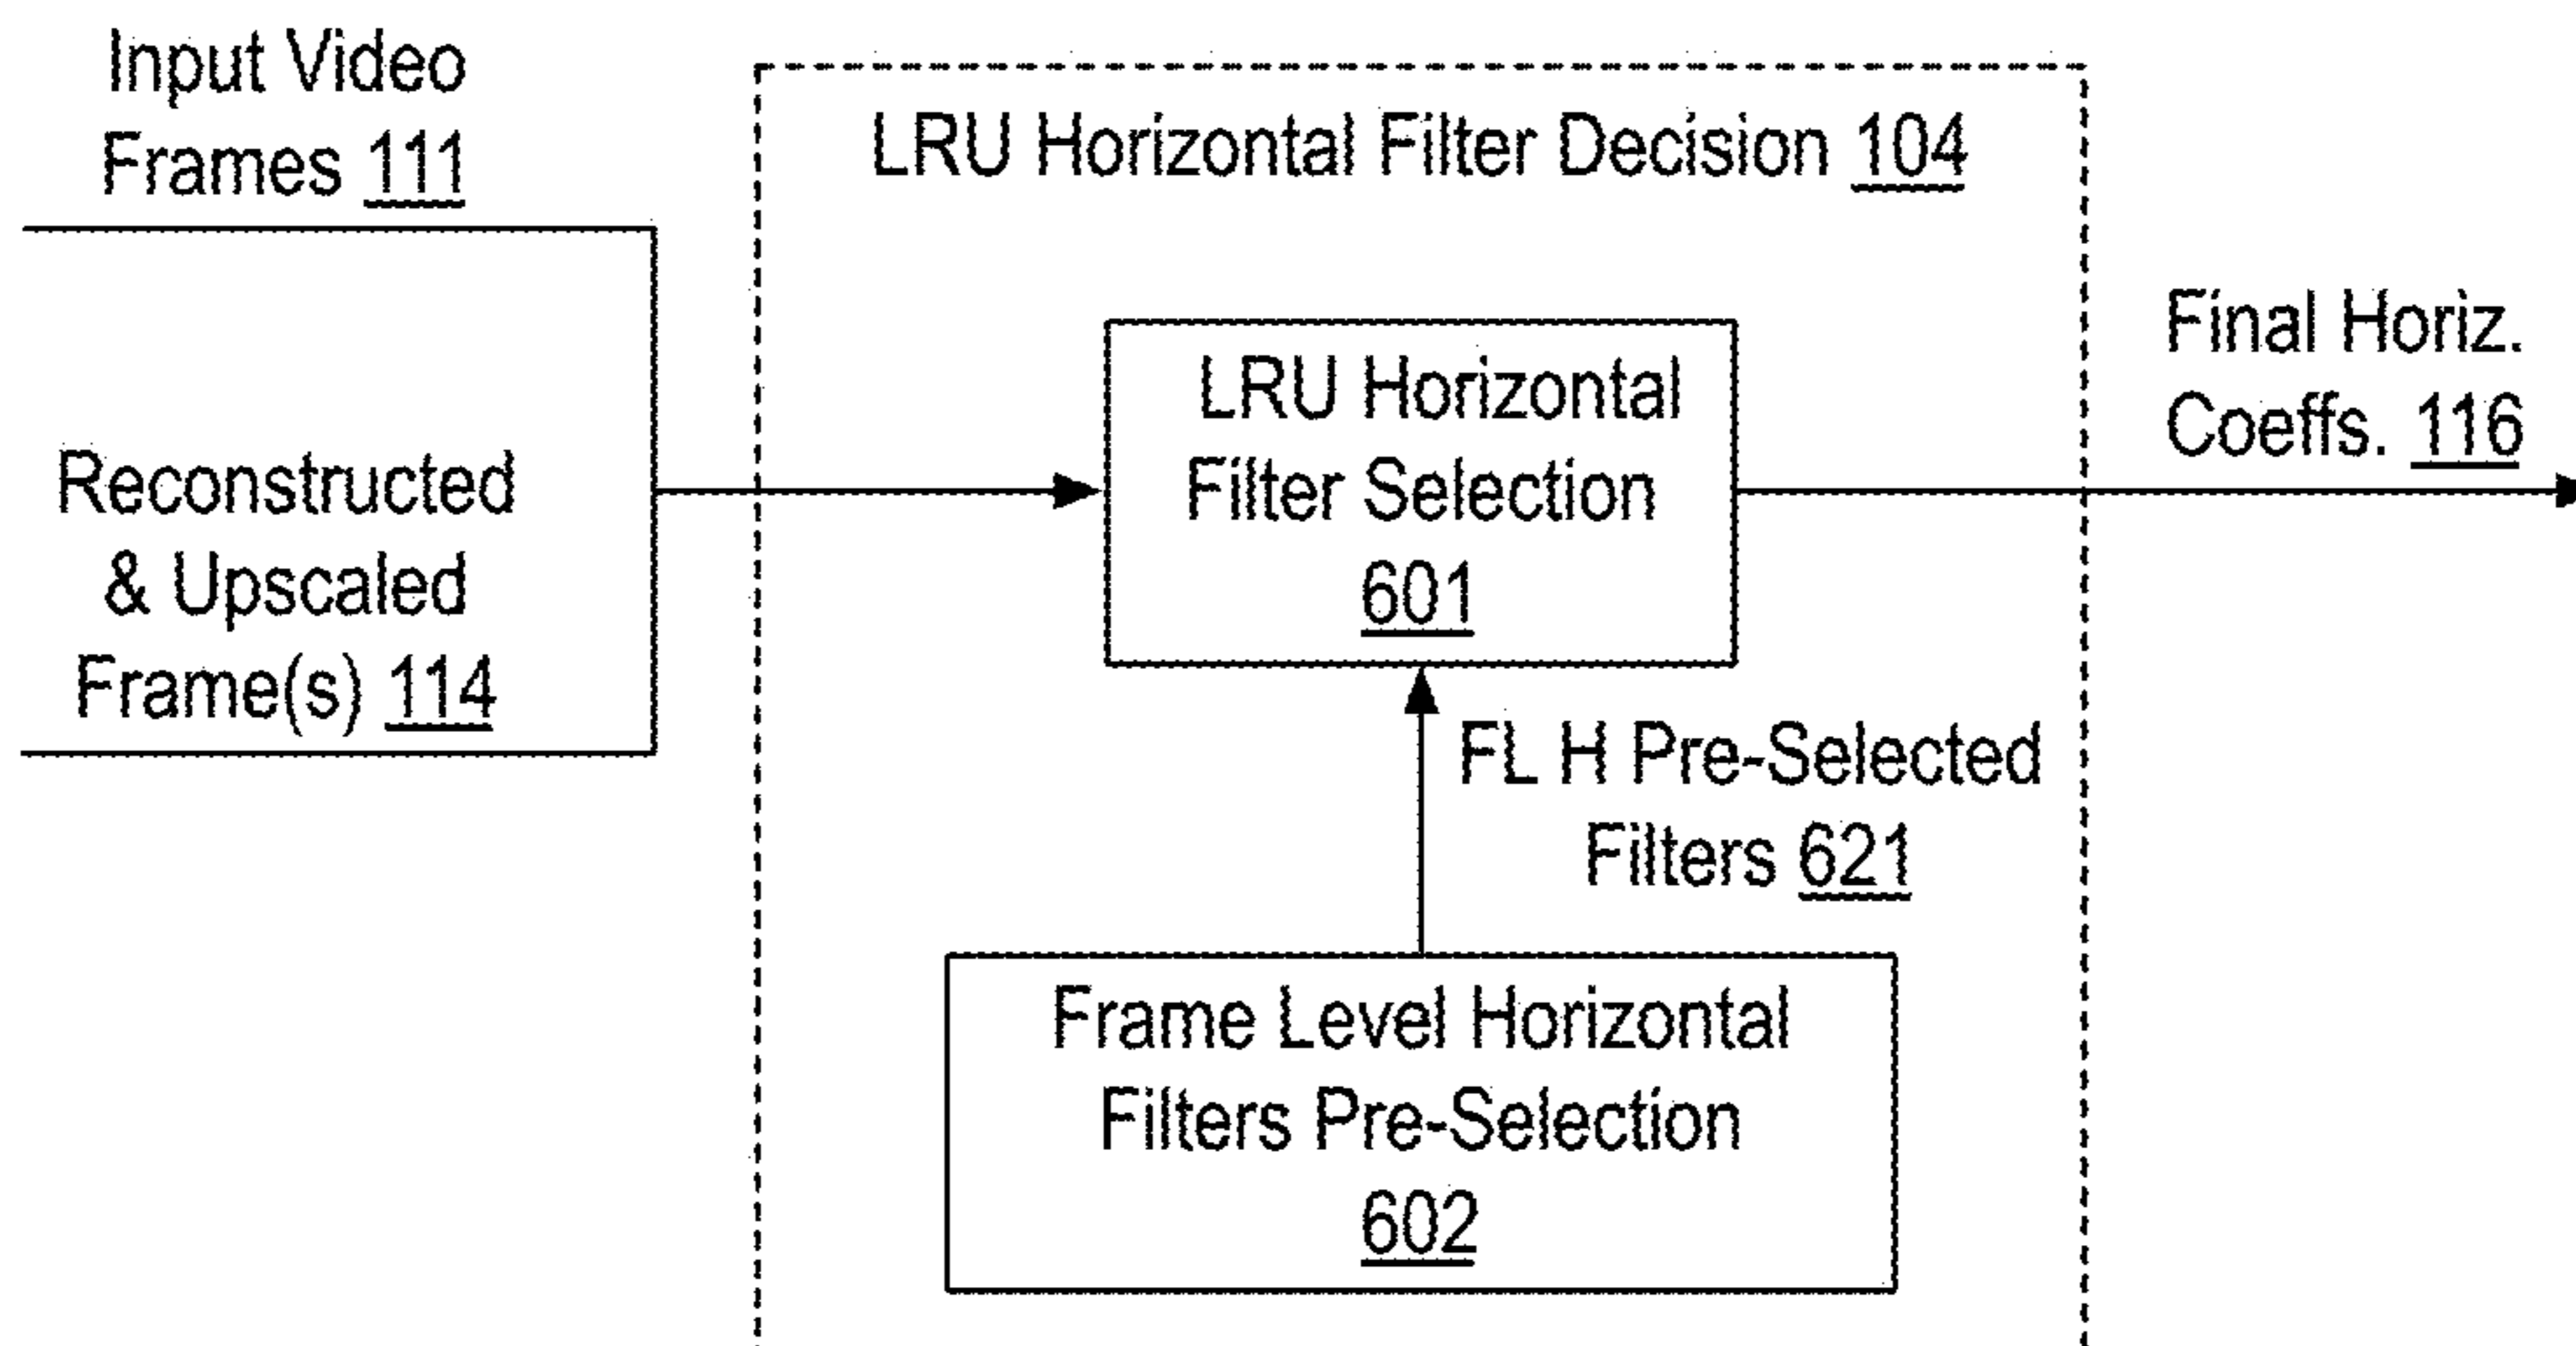 Input Video
Frames 111
LRU Horizontal Filter Decision 104
Reconstructed
& Upscaled
Frame(s) 114
LRU Horizontal
Filter Selection
601
Final Horiz.
Coeffs. 116
FL H Pre-Selected
Filters 621
Frame Level Horizontal
Filters Pre-Selection
602